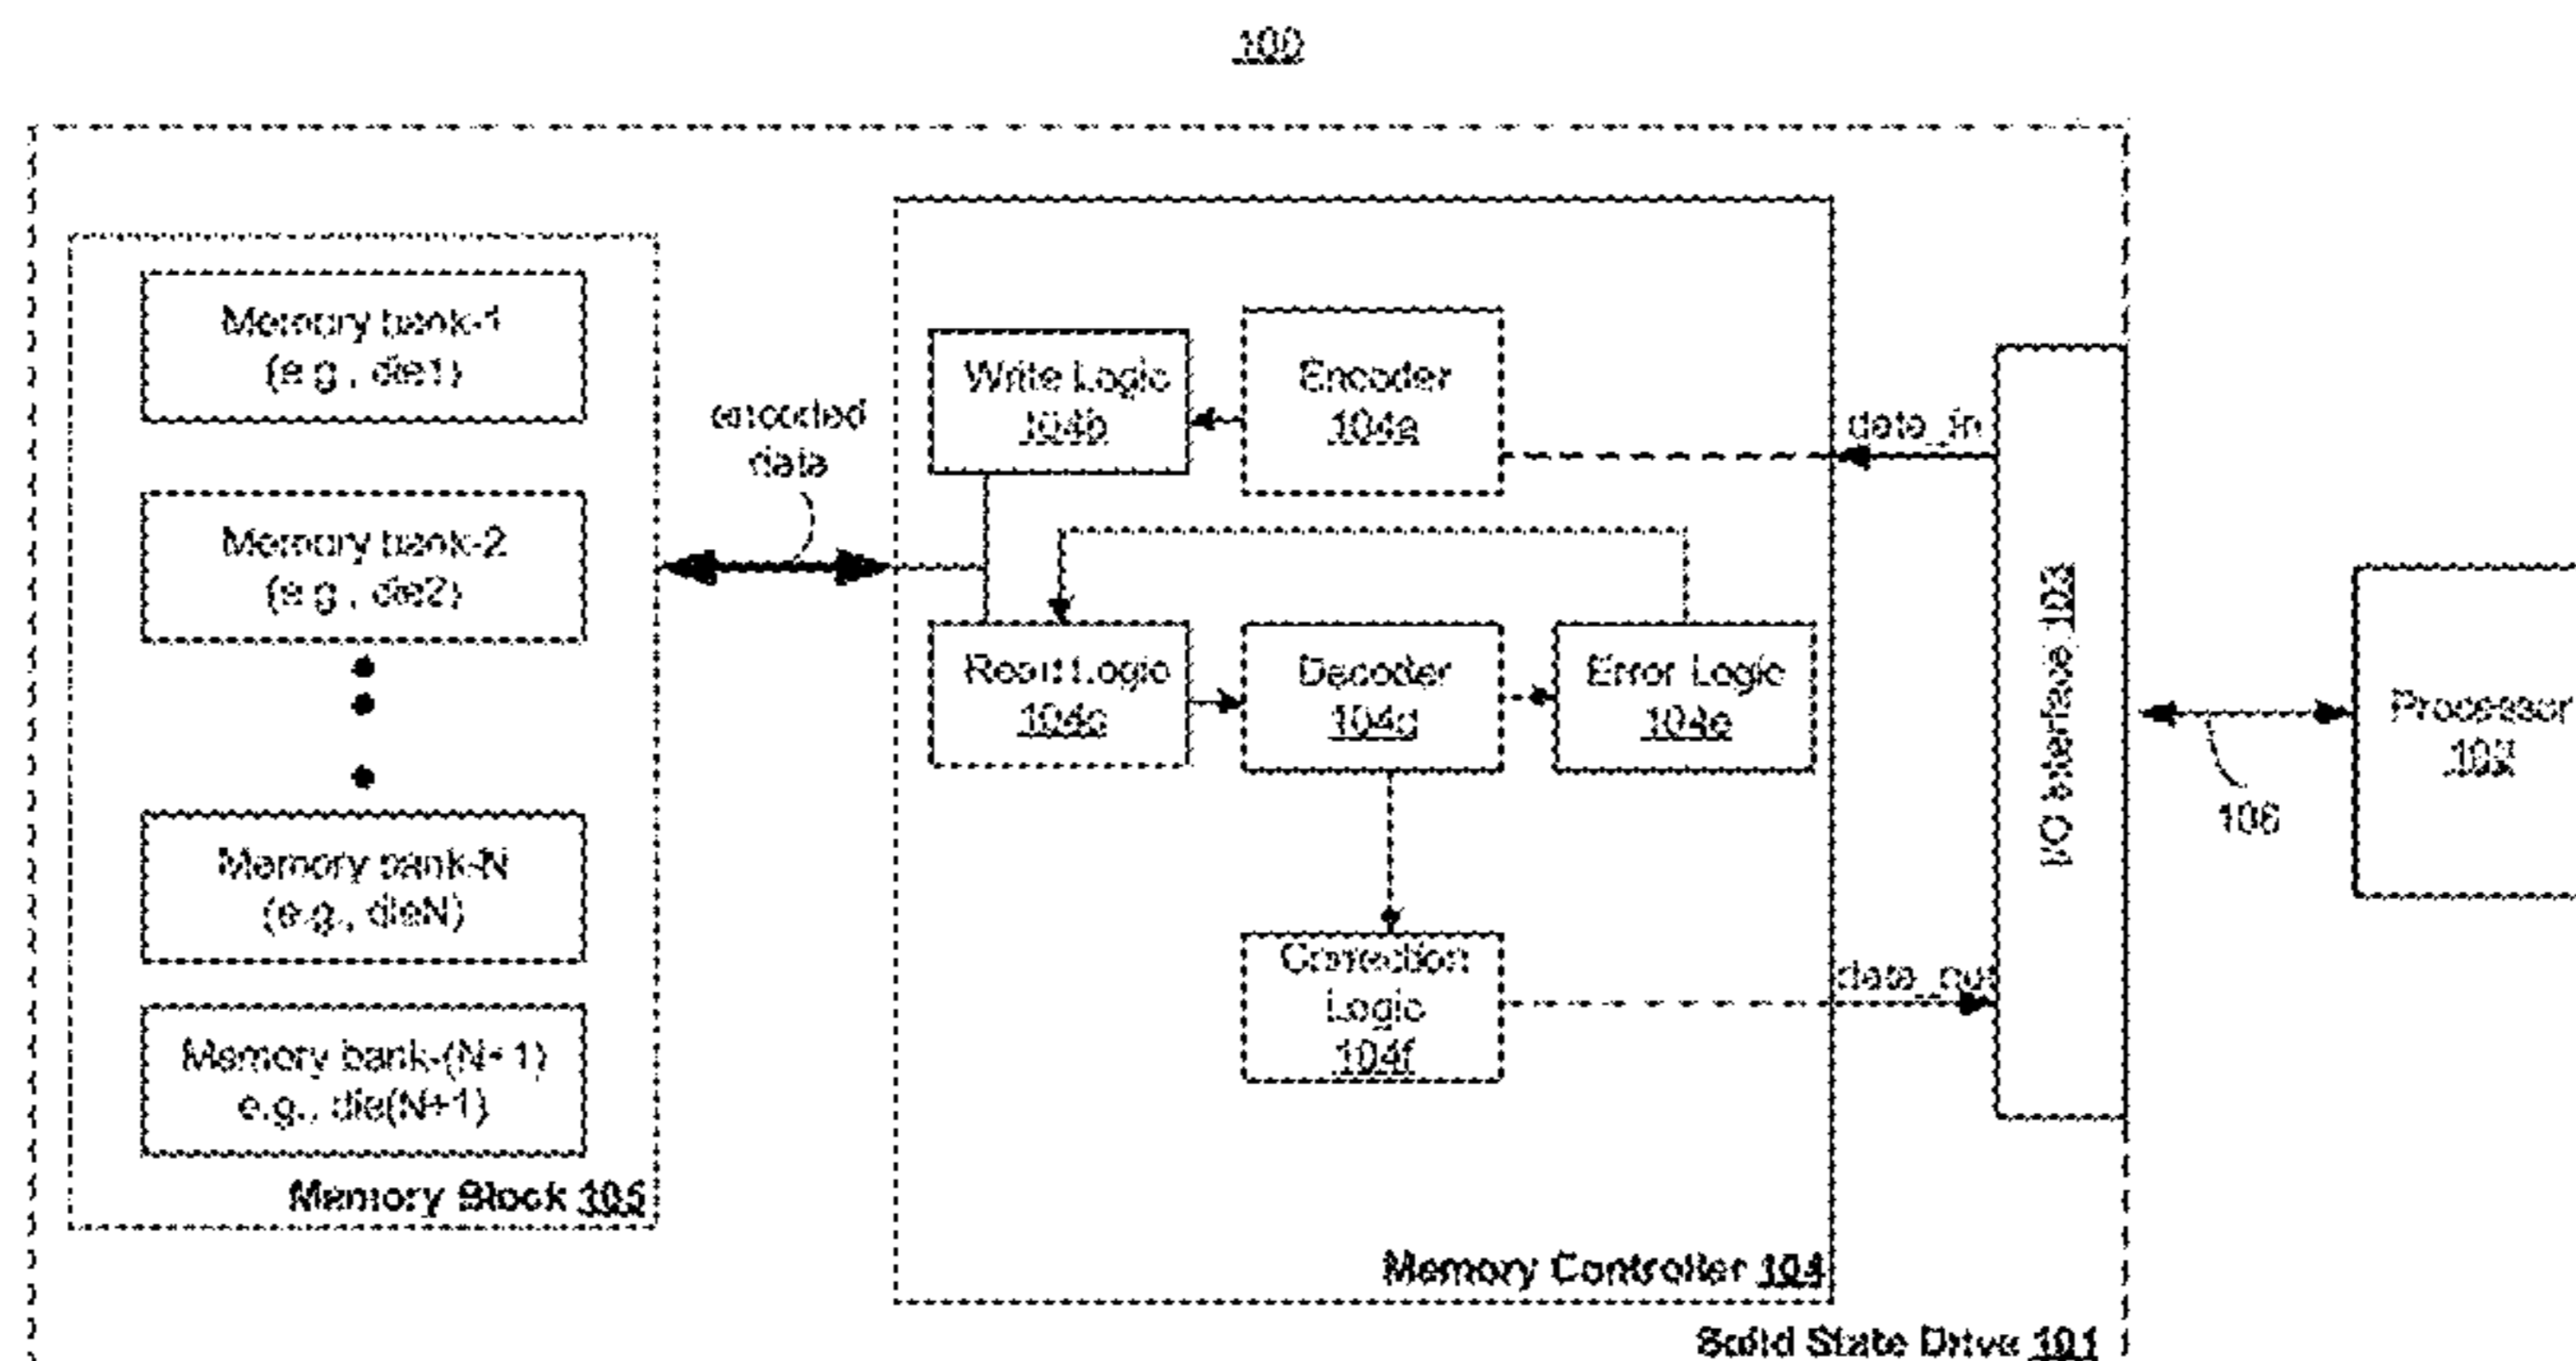 100
Memory bank-1
(e.g., die1)
Memory bank-2
(e.g., die2)
Memory bank-N
(e.g., dieN)
Memory bank-(N+1)
e.g., die(N+1)
Memory Block 105
encoded
data
Write Logic
104b
Encoder
104a
Read Logic
104c
Decoder
104d
Error Logic
104e
Correction
Logic
104f
Memory Controller 104
data_in
data_out
I/O Interface 103
106
Processor
102
Solid State Drive 101